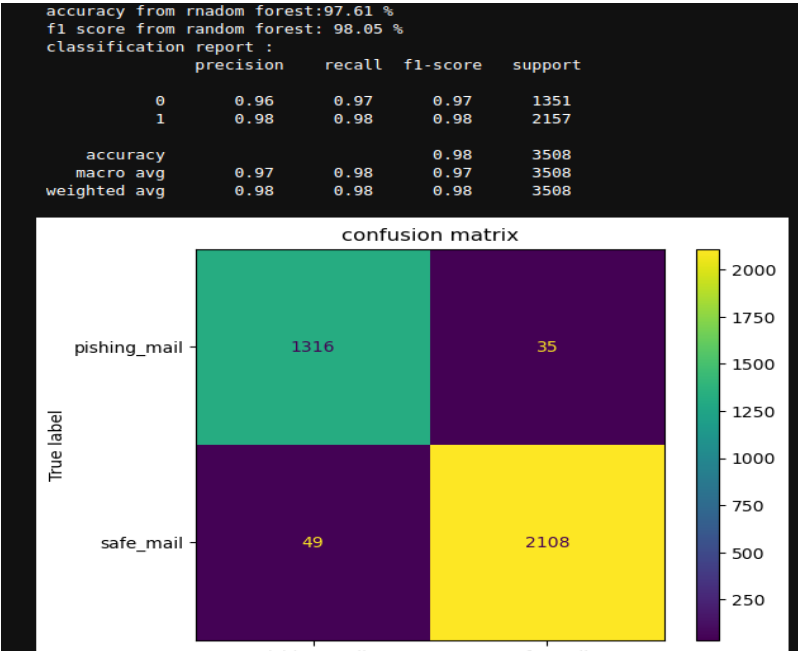 accuracy from rnadom forest:97.61 %
f1 score from random forest: 98.05 %
classification report :
precision recall f1-score support
0 0.96 0.97 0.97 1351
1 0.98 0.98 0.98 2157
accuracy 0.98 3508
macro avg 0.97 0.98 0.97 3508
weighted avg 0.98 0.98 0.98 3508
confusion matrix
2000
1750
pishing_mail 1316 35
1500
1250
True label
1000
750
safe_mail 49 2108
500
250